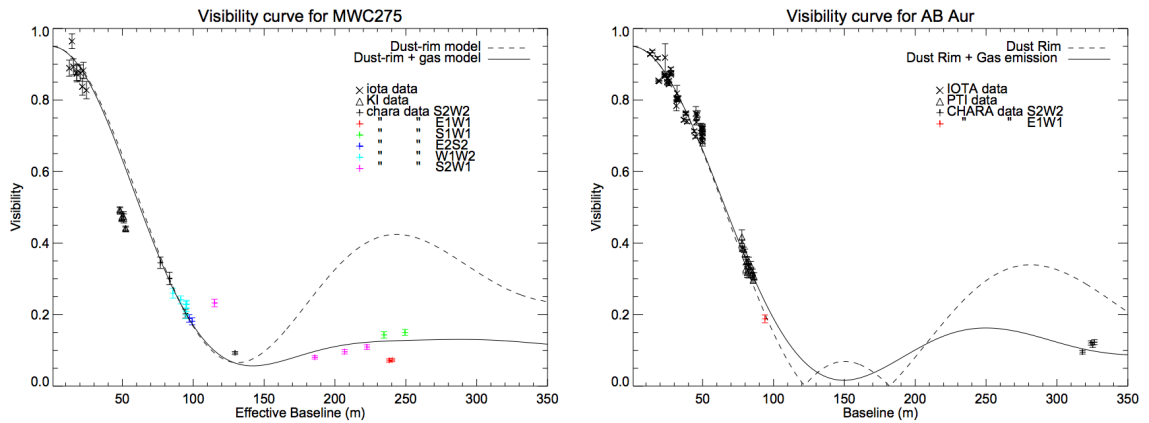 Visibility curve for MWC275
Dust-rim model
Dust-rim + gas model
iota data
KI data
chara data S2W2
" " E1W1
" " S1W1
" " E2S2
" " W1W2
" " S2W1
1.0
0.8
0.6
0.4
0.2
0.0
Visibility
50 100 150 200 250 300 350
Effective Baseline (m)
Visibility curve for AB Aur
Dust Rim
Dust Rim + Gas emission
IOTA data
PTI data
CHARA data S2W2
" " E1W1
1.0
0.8
0.6
0.4
0.2
0.0
Visibility
50 100 150 200 250 300 350
Baseline (m)